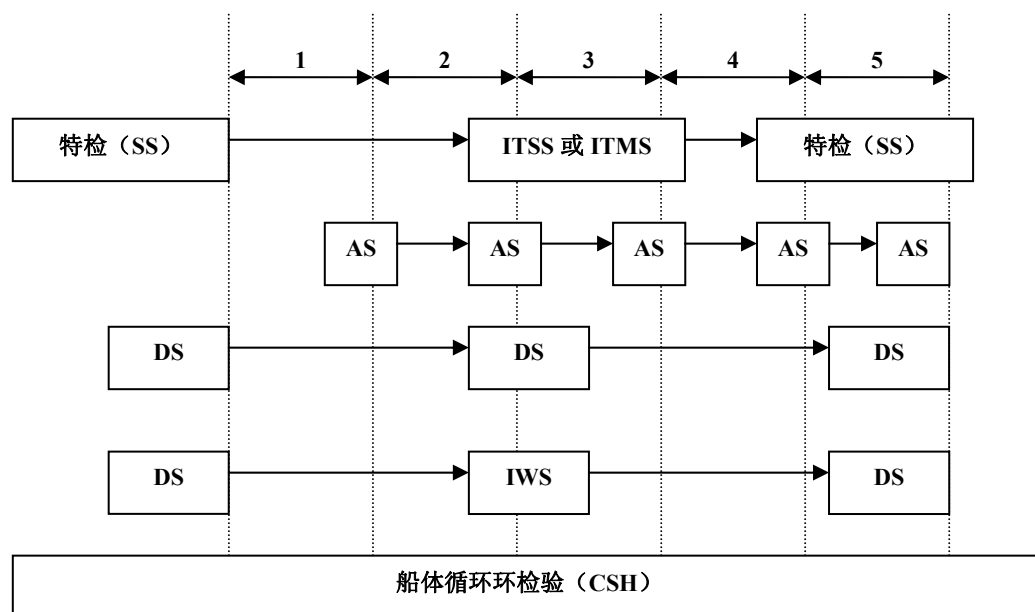 1 2 3 4 5
特检（SS） ITSS 或 ITMS 特检（SS）
AS AS AS AS AS
DS DS DS
DS IWS DS
船体循环环检验（CSH）